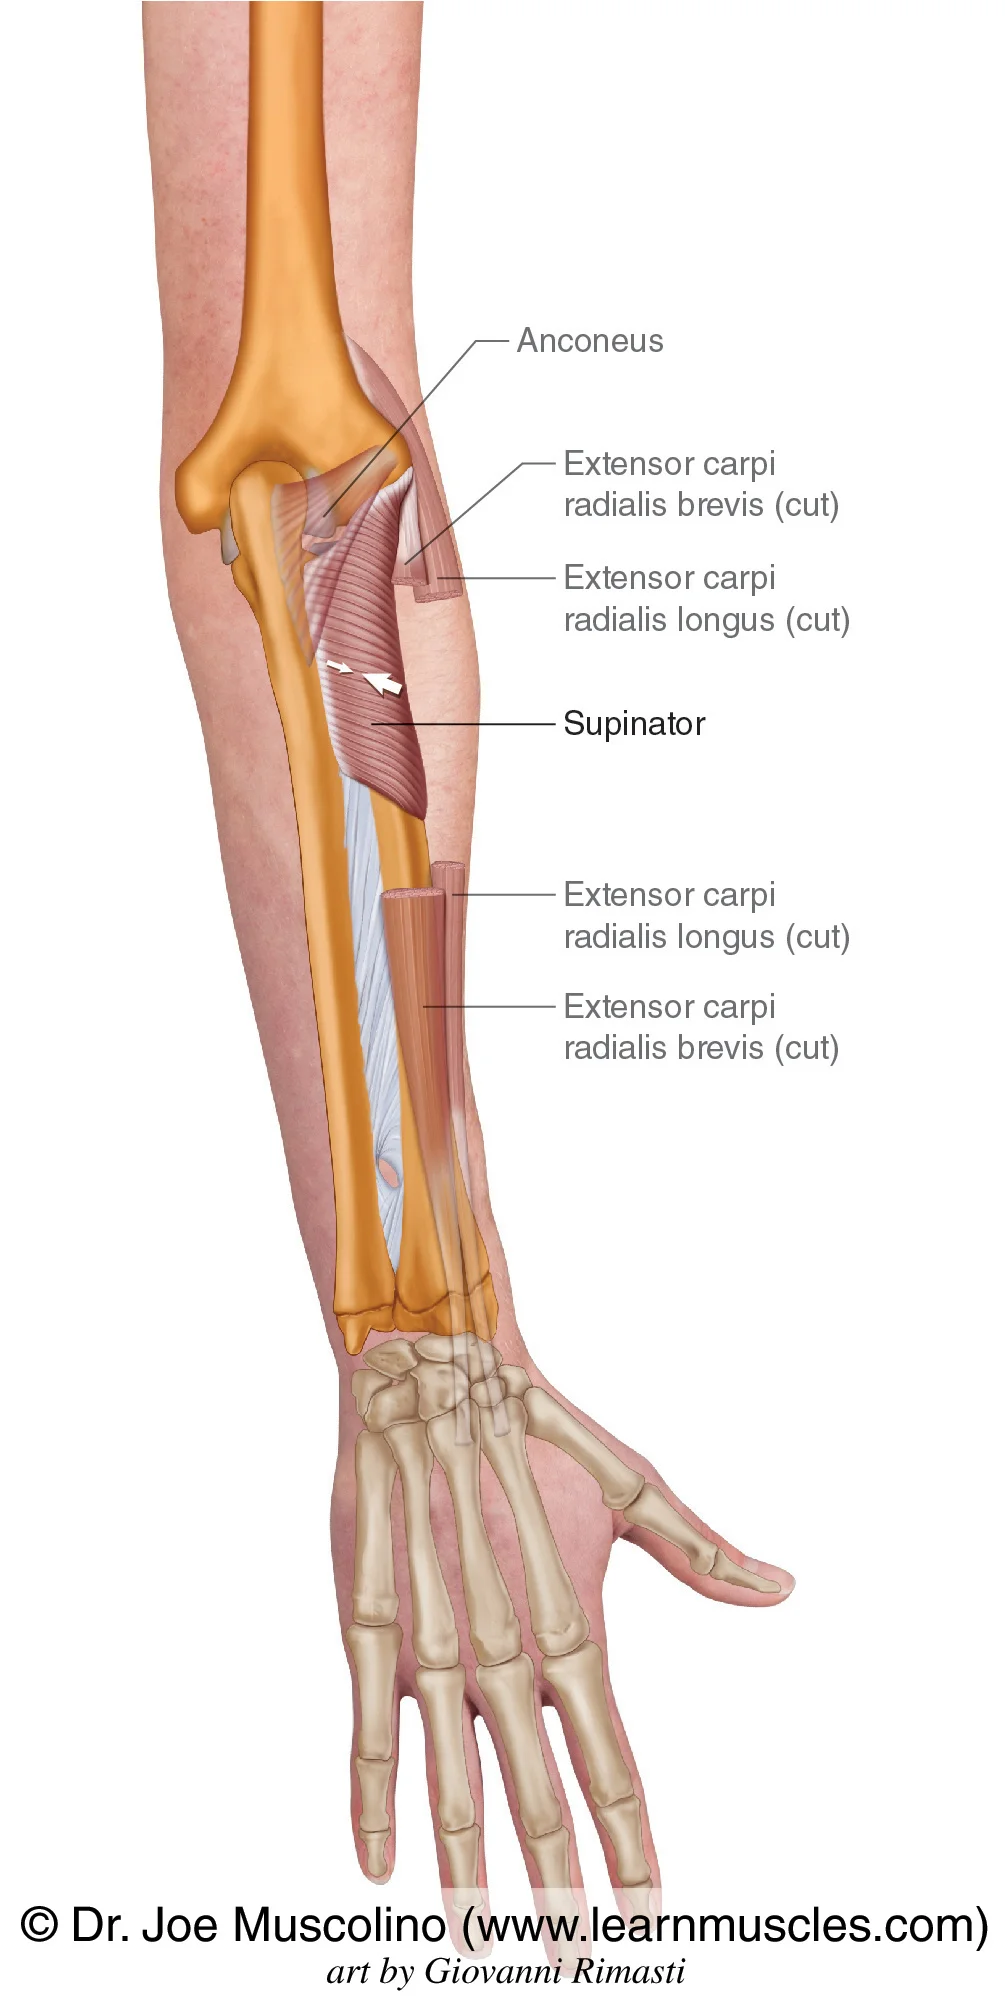 Anconeus
Extensor carpi
radialis brevis (cut)
Extensor carpi
radialis longus (cut)
Supinator
Extensor carpi
radialis longus (cut)
Extensor carpi
radialis brevis (cut)
© Dr. Joe Muscolino (www.learnmuscles.com)
art by Giovanni Rimasti